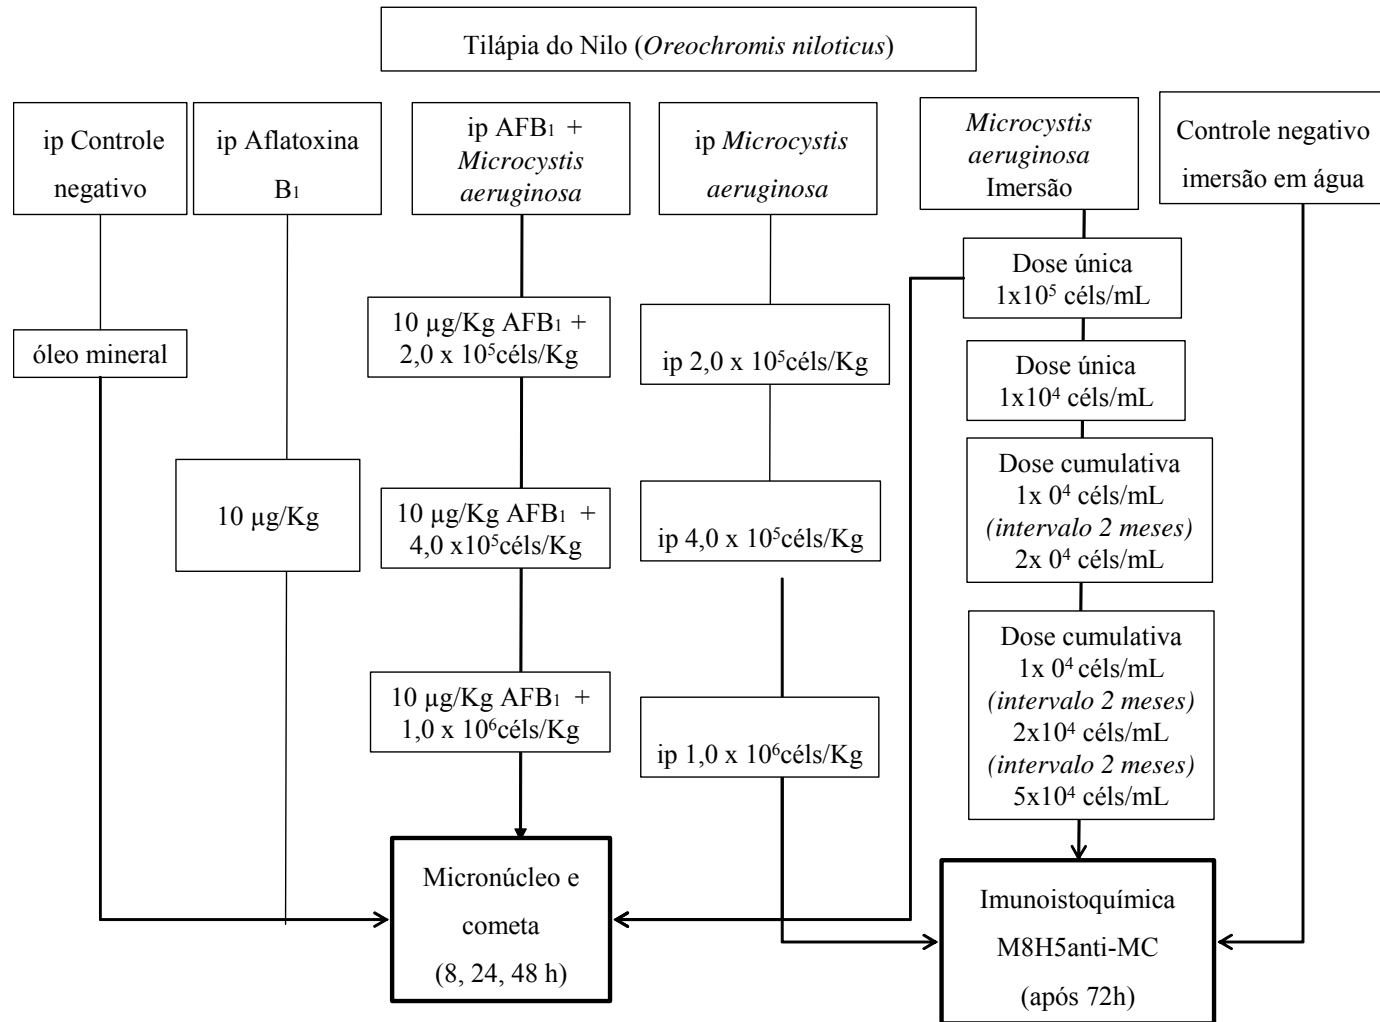 Tilápia do Nilo (Oreochromis niloticus)
ip Controle
negativo
ip Aflatoxina
B₁
ip AFB₁ +
Microcystis
aeruginosa
ip Microcystis
aeruginosa
Microcystis
aeruginosa
Imersão
Controle negativo
imersão em água
óleo mineral
10 µg/Kg
10 µg/Kg AFB₁ +
2,0 x 10⁵céls/Kg
10 µg/Kg AFB₁ +
4,0 x10⁵céls/Kg
10 µg/Kg AFB₁ +
1,0 x 10⁶céls/Kg
ip 2,0 x 10⁵céls/Kg
ip 4,0 x 10⁵céls/Kg
ip 1,0 x 10⁶céls/Kg
Dose única
1x10⁵ céls/mL
Dose única
1x10⁴ céls/mL
Dose cumulativa
1x 0⁴ céls/mL
(intervalo 2 meses)
2x 0⁴ céls/mL
Dose cumulativa
1x 0⁴ céls/mL
(intervalo 2 meses)
2x10⁴ céls/mL
(intervalo 2 meses)
5x10⁴ céls/mL
Micronúcleo e
cometa
(8, 24, 48 h)
Imunoistoquímica
M8H5anti-MC
(após 72h)